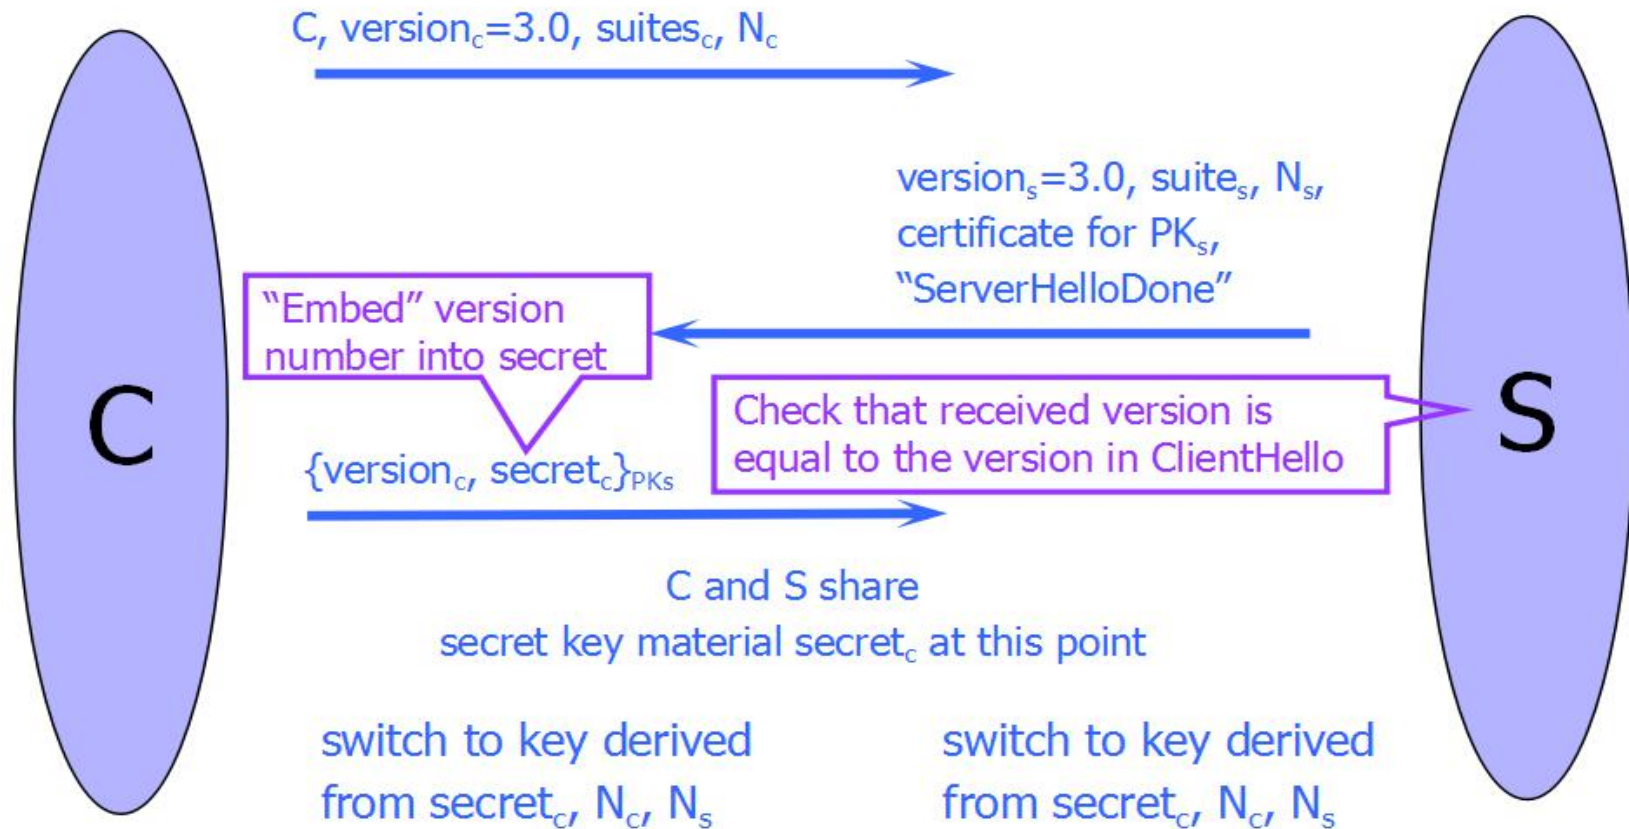 C, version꜀=3.0, suites꜀, N꜀
versionₛ=3.0, suiteₛ, Nₛ,
certificate for PKₛ,
“ServerHelloDone”
“Embed” version
number into secret
C
S
Check that received version is
equal to the version in ClientHello
{version꜀, secret꜀}PKs
C and S share
secret key material secret꜀ at this point
switch to key derived
from secret꜀, N꜀, Nₛ
switch to key derived
from secret꜀, N꜀, Nₛ